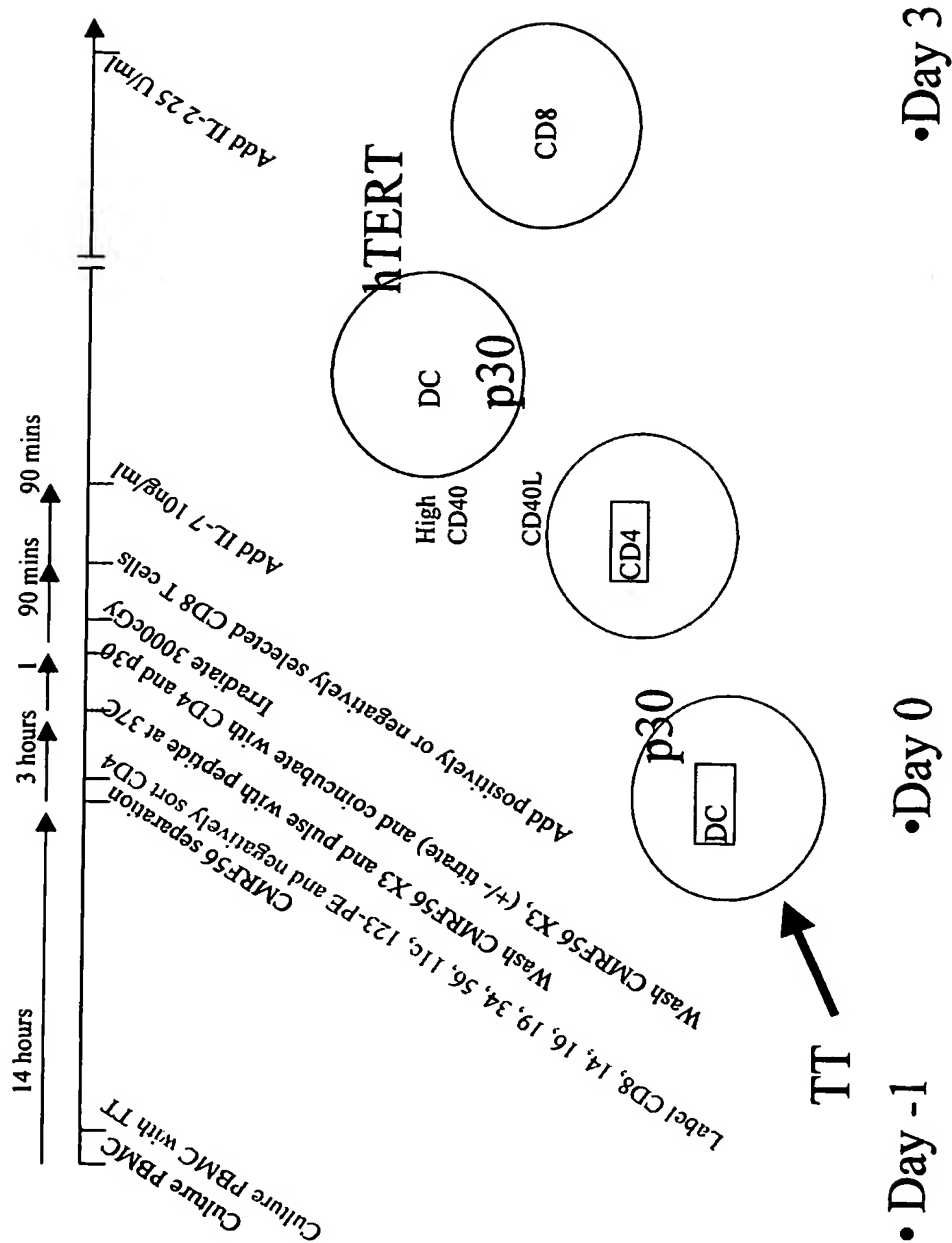 14 hours
3 hours
1
90 mins
90 mins
Culture PBMC
Culture PBMC with TT
CMRF56 separation
Label CD8, 14, 16, 19, 34, 56, 11c, 123-PE and negatively sort CD4
Wash CMRF56 X3 and pulse with peptide at 37C
Wash CMRF56 X3, (+/- titrate) and coincubate with CD4 and p30
Irradiate 3000cGy
Add positively or negatively selected CD8 T cells
Add IL-7 10ng/ml
Add IL-2 25 U/ml
TT
DC
p30
CD4
CD40L
High
CD40
DC
p30
hTERT
CD8
• Day -1
•Day 0
•Day 3